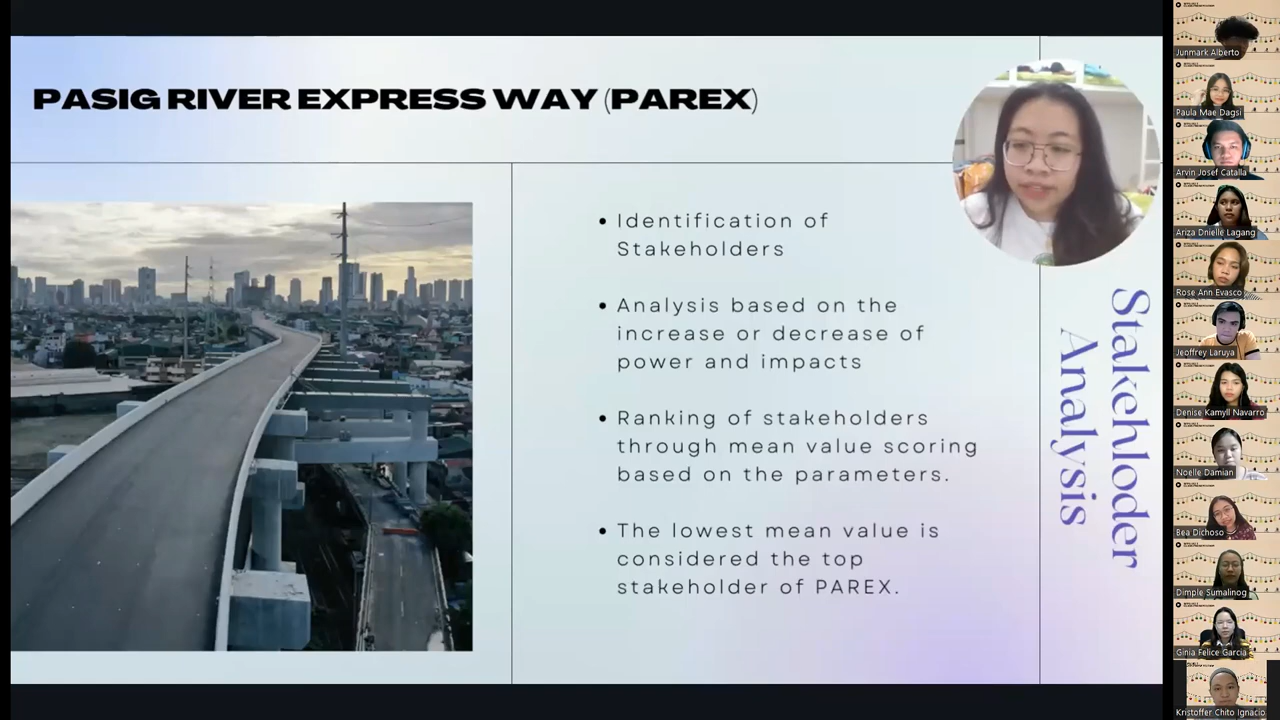 PASIG RIVER EXPRESS WAY (PAREX)
• Identification of
Stakeholders
• Analysis based on the
increase or decrease of
power and impacts
• Ranking of stakeholders
through mean value scoring
based on the parameters.
• The lowest mean value is
considered the top
stakeholder of PAREX.
Stakehloder
Analysis
Junmark Alberto
Paula Mae Dagsi
Arvin Josef Catalla
Ariza Dnielle Lagang
Rose Ann Evasco
Jeoffrey Laruya
Denise Kamyll Navarro
Noelle Damian
Bea Dichoso
Dimple Sumalinog
Ginia Felice Garcia
Kristoffer Chito Ignacio